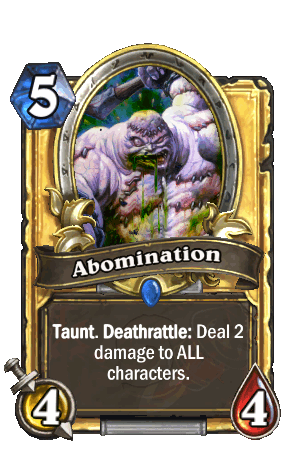 5
Abomination
Taunt. Deathrattle: Deal 2
damage to ALL
characters.
4
4